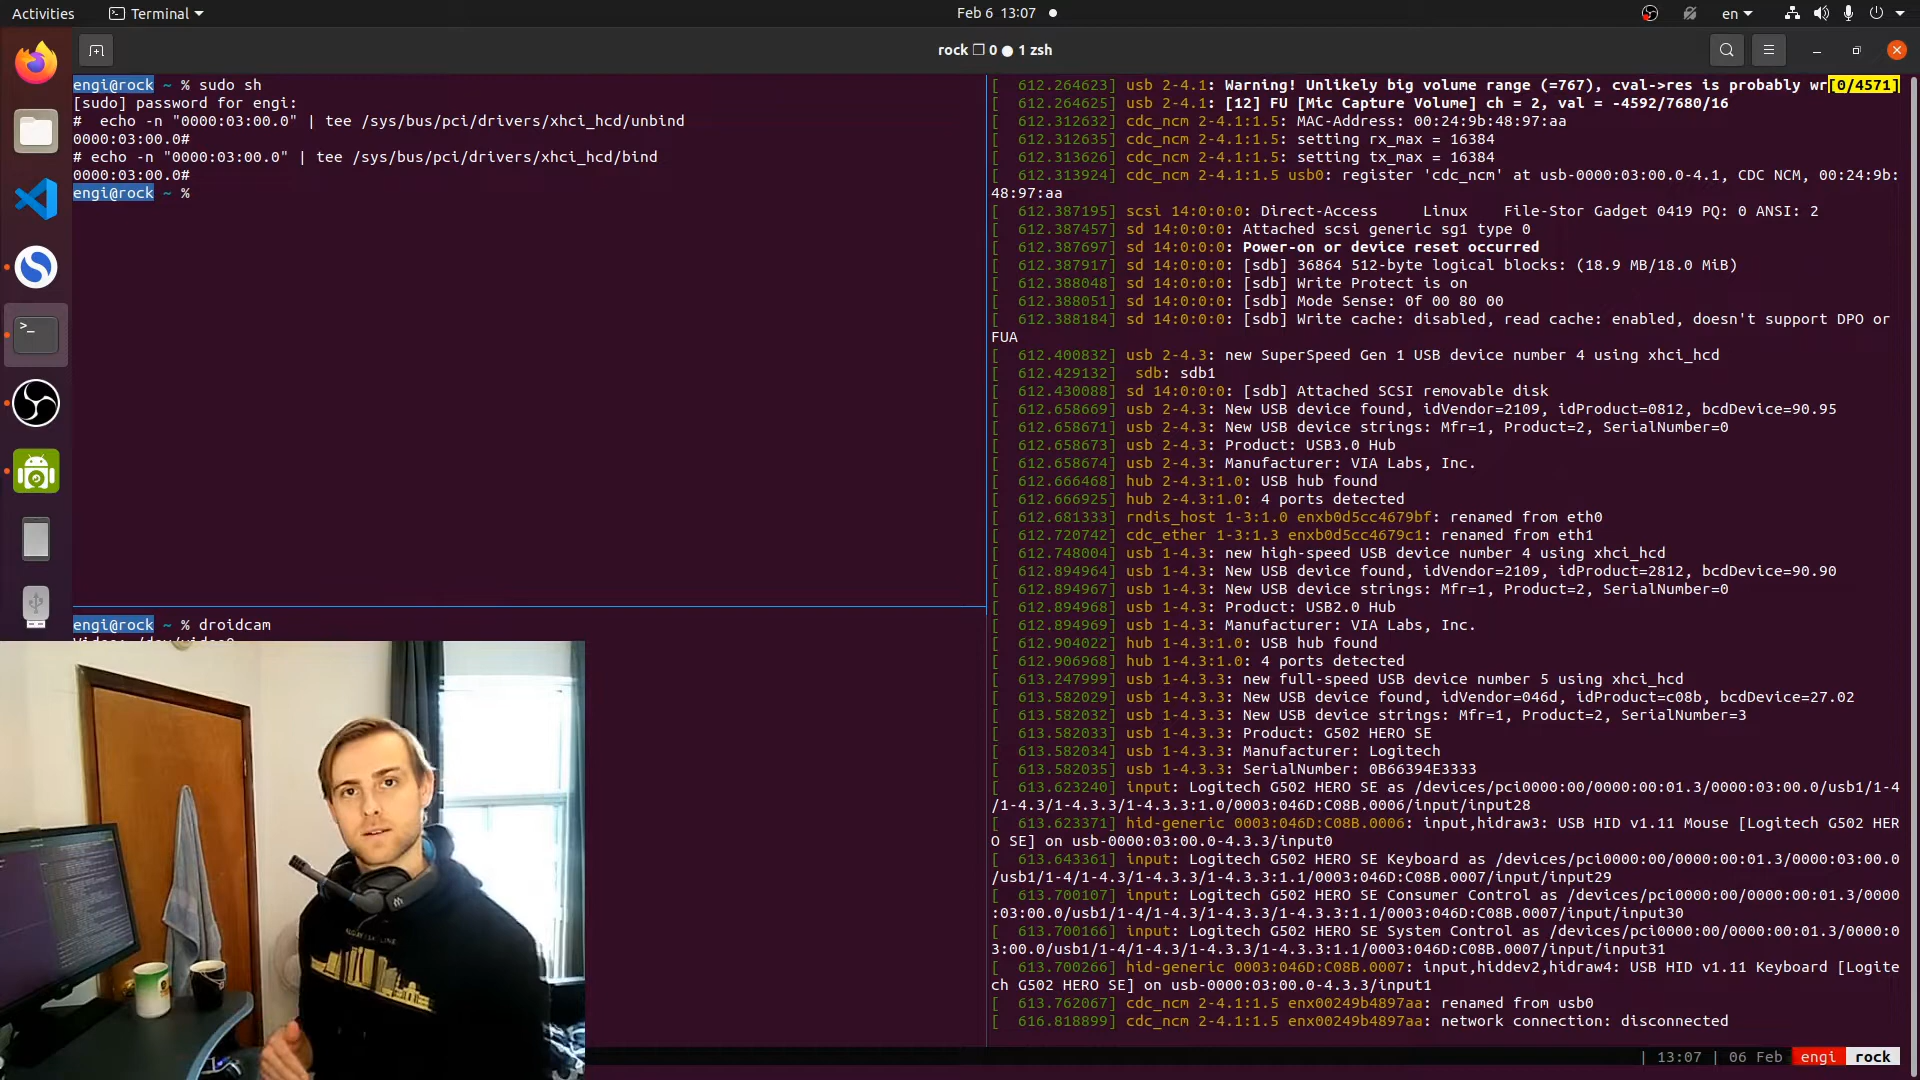 Activities
Terminal
Feb 6 13:07
en
rock ❐ 0 ● 1 zsh
engi@rock ~ % sudo sh
[sudo] password for engi:
#  echo -n "0000:03:00.0" | tee /sys/bus/pci/drivers/xhci_hcd/unbind
0000:03:00.0#
# echo -n "0000:03:00.0" | tee /sys/bus/pci/drivers/xhci_hcd/bind
0000:03:00.0#
engi@rock ~ %
engi@rock ~ % droidcam
[  612.264623] usb 2-4.1: Warning! Unlikely big volume range (=767), cval->res is probably wr[0/4571]
[  612.264625] usb 2-4.1: [12] FU [Mic Capture Volume] ch = 2, val = -4592/7680/16
[  612.312632] cdc_ncm 2-4.1:1.5: MAC-Address: 00:24:9b:48:97:aa
[  612.312635] cdc_ncm 2-4.1:1.5: setting rx_max = 16384
[  612.313626] cdc_ncm 2-4.1:1.5: setting tx_max = 16384
[  612.313924] cdc_ncm 2-4.1:1.5 usb0: register 'cdc_ncm' at usb-0000:03:00.0-4.1, CDC NCM, 00:24:9b:
48:97:aa
[  612.387195] scsi 14:0:0:0: Direct-Access     Linux    File-Stor Gadget 0419 PQ: 0 ANSI: 2
[  612.387457] sd 14:0:0:0: Attached scsi generic sg1 type 0
[  612.387697] sd 14:0:0:0: Power-on or device reset occurred
[  612.387917] sd 14:0:0:0: [sdb] 36864 512-byte logical blocks: (18.9 MB/18.0 MiB)
[  612.388048] sd 14:0:0:0: [sdb] Write Protect is on
[  612.388051] sd 14:0:0:0: [sdb] Mode Sense: 0f 00 80 00
[  612.388184] sd 14:0:0:0: [sdb] Write cache: disabled, read cache: enabled, doesn't support DPO or
FUA
[  612.400832] usb 2-4.3: new SuperSpeed Gen 1 USB device number 4 using xhci_hcd
[  612.429132]  sdb: sdb1
[  612.430088] sd 14:0:0:0: [sdb] Attached SCSI removable disk
[  612.658669] usb 2-4.3: New USB device found, idVendor=2109, idProduct=0812, bcdDevice=90.95
[  612.658671] usb 2-4.3: New USB device strings: Mfr=1, Product=2, SerialNumber=0
[  612.658673] usb 2-4.3: Product: USB3.0 Hub
[  612.658674] usb 2-4.3: Manufacturer: VIA Labs, Inc.
[  612.666468] hub 2-4.3:1.0: USB hub found
[  612.666925] hub 2-4.3:1.0: 4 ports detected
[  612.681333] rndis_host 1-3:1.0 enxb0d5cc4679bf: renamed from eth0
[  612.720742] cdc_ether 1-3:1.3 enxb0d5cc4679c1: renamed from eth1
[  612.748004] usb 1-4.3: new high-speed USB device number 4 using xhci_hcd
[  612.894964] usb 1-4.3: New USB device found, idVendor=2109, idProduct=2812, bcdDevice=90.90
[  612.894967] usb 1-4.3: New USB device strings: Mfr=1, Product=2, SerialNumber=0
[  612.894968] usb 1-4.3: Product: USB2.0 Hub
[  612.894969] usb 1-4.3: Manufacturer: VIA Labs, Inc.
[  612.904022] hub 1-4.3:1.0: USB hub found
[  612.906968] hub 1-4.3:1.0: 4 ports detected
[  613.247999] usb 1-4.3.3: new full-speed USB device number 5 using xhci_hcd
[  613.582029] usb 1-4.3.3: New USB device found, idVendor=046d, idProduct=c08b, bcdDevice=27.02
[  613.582032] usb 1-4.3.3: New USB device strings: Mfr=1, Product=2, SerialNumber=3
[  613.582033] usb 1-4.3.3: Product: G502 HERO SE
[  613.582034] usb 1-4.3.3: Manufacturer: Logitech
[  613.582035] usb 1-4.3.3: SerialNumber: 0B66394E3333
[  613.623240] input: Logitech G502 HERO SE as /devices/pci0000:00/0000:00:01.3/0000:03:00.0/usb1/1-4
/1-4.3/1-4.3.3/1-4.3.3:1.0/0003:046D:C08B.0006/input/input28
[  613.623371] hid-generic 0003:046D:C08B.0006: input,hidraw3: USB HID v1.11 Mouse [Logitech G502 HER
O SE] on usb-0000:03:00.0-4.3.3/input0
[  613.643361] input: Logitech G502 HERO SE Keyboard as /devices/pci0000:00/0000:00:01.3/0000:03:00.0
/usb1/1-4/1-4.3/1-4.3.3/1-4.3.3:1.1/0003:046D:C08B.0007/input/input29
[  613.700107] input: Logitech G502 HERO SE Consumer Control as /devices/pci0000:00/0000:00:01.3/0000
:03:00.0/usb1/1-4/1-4.3/1-4.3.3/1-4.3.3:1.1/0003:046D:C08B.0007/input/input30
[  613.700166] input: Logitech G502 HERO SE System Control as /devices/pci0000:00/0000:00:01.3/0000:0
3:00.0/usb1/1-4/1-4.3/1-4.3.3/1-4.3.3:1.1/0003:046D:C08B.0007/input/input31
[  613.700266] hid-generic 0003:046D:C08B.0007: input,hiddev2,hidraw4: USB HID v1.11 Keyboard [Logite
ch G502 HERO SE] on usb-0000:03:00.0-4.3.3/input1
[  613.762067] cdc_ncm 2-4.1:1.5 enx00249b4897aa: renamed from usb0
[  616.818899] cdc_ncm 2-4.1:1.5 enx00249b4897aa: network connection: disconnected
| 13:07 | 06 Feb engi rock